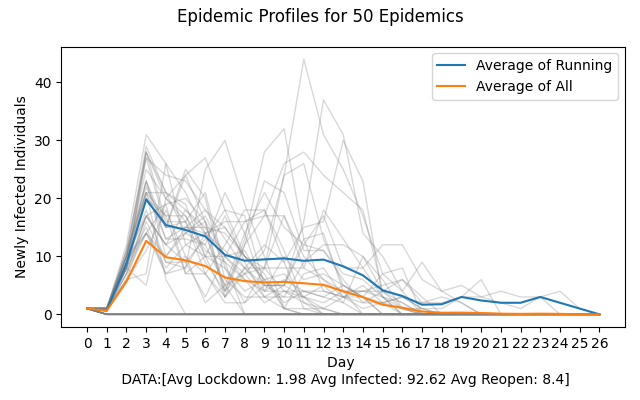 Epidemic Profiles for 50 Epidemics
Average of Running
Average of All
40
30
20
10
0
Newly Infected Individuals
0 1 2 3 4 5 6 7 8 9 10 11 12 13 14 15 16 17 18 19 20 21 22 23 24 25 26
Day
DATA:[Avg Lockdown: 1.98 Avg Infected: 92.62 Avg Reopen: 8.4]